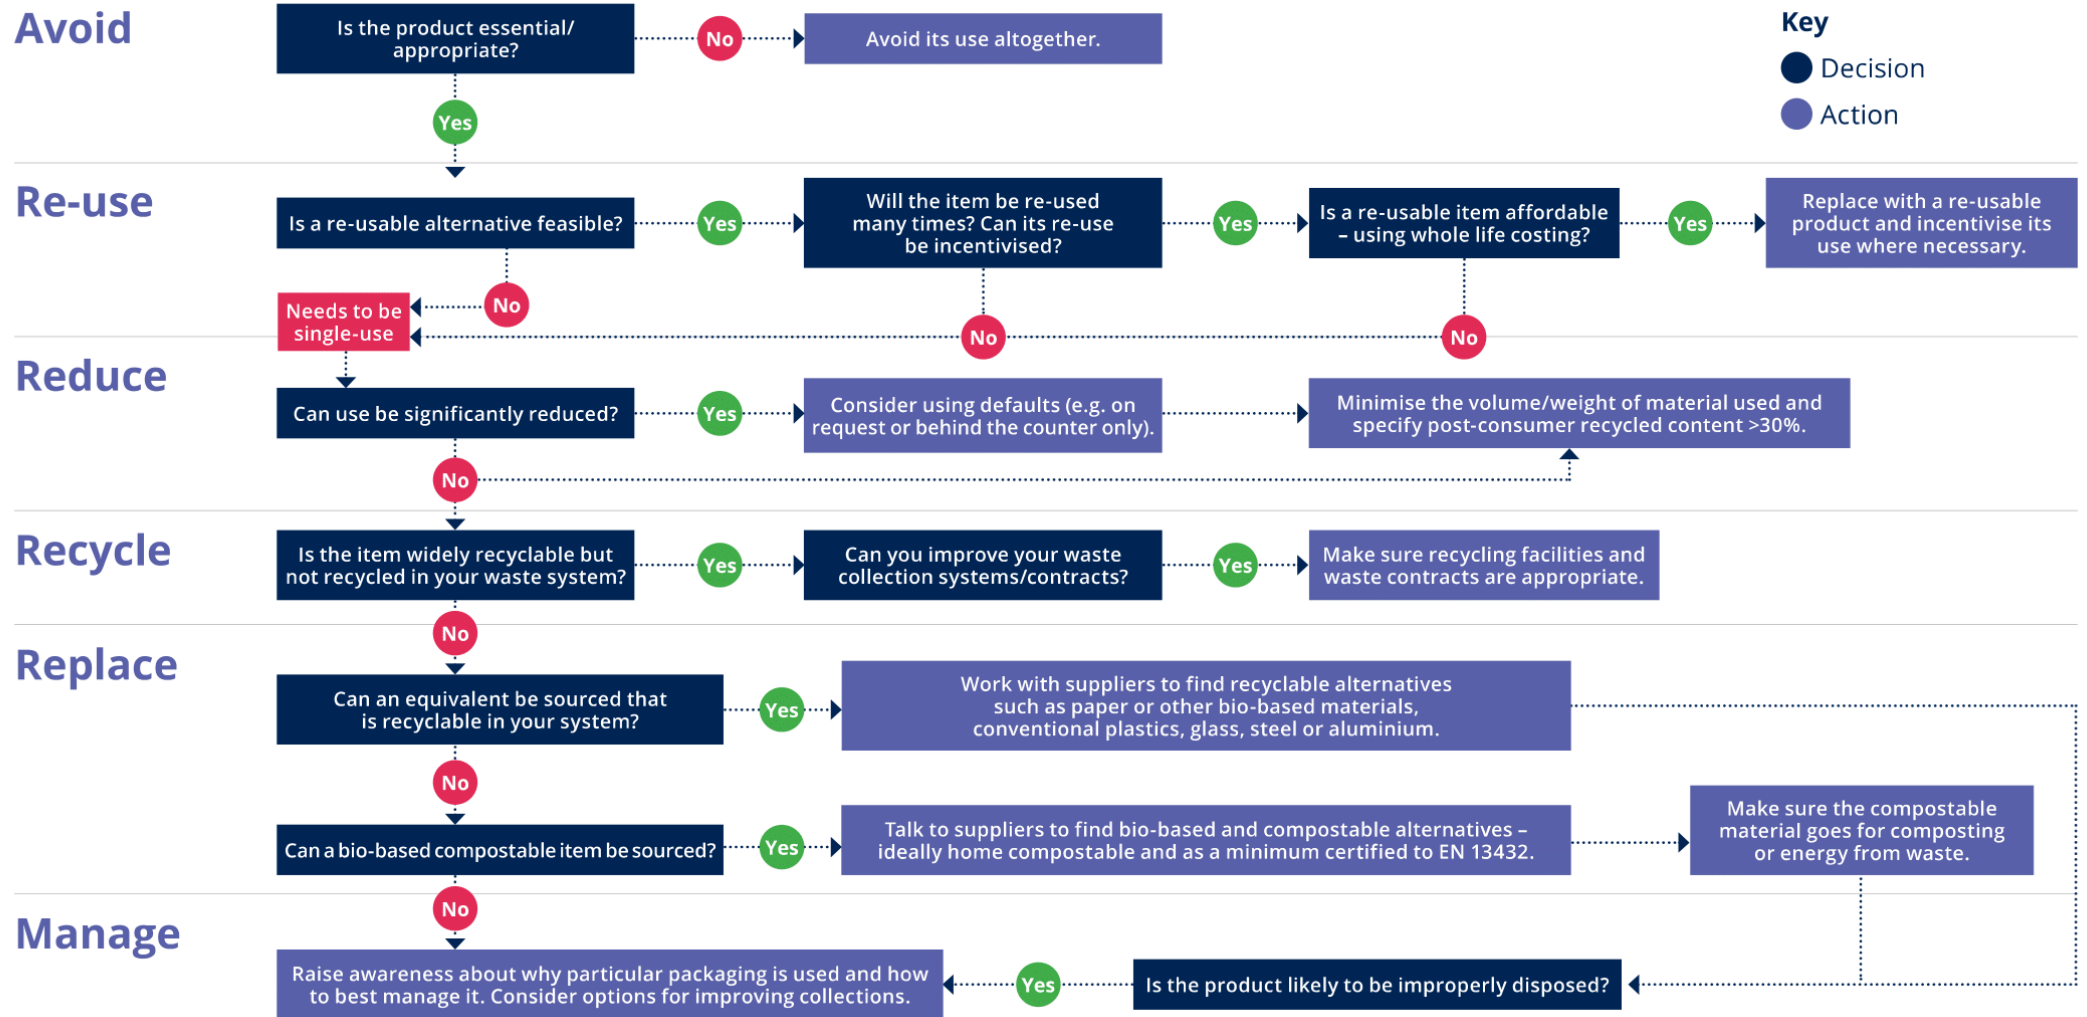 Avoid
Is the product essential/
appropriate?
No
Avoid its use altogether.
Key
Decision
Action
Yes
Re-use
Is a re-usable alternative feasible?
Yes
Will the item be re-used
many times? Can its re-use
be incentivised?
Yes
Is a re-usable item affordable
– using whole life costing?
Yes
Replace with a re-usable
product and incentivise its
use where necessary.
No
Needs to be
single-use
No
No
Reduce
Can use be significantly reduced?
Yes
Consider using defaults (e.g. on
request or behind the counter only).
Minimise the volume/weight of material used and
specify post-consumer recycled content >30%.
No
Recycle
Is the item widely recyclable but
not recycled in your waste system?
Yes
Can you improve your waste
collection systems/contracts?
Yes
Make sure recycling facilities and
waste contracts are appropriate.
No
Replace
Can an equivalent be sourced that
is recyclable in your system?
Yes
Work with suppliers to find recyclable alternatives
such as paper or other bio-based materials,
conventional plastics, glass, steel or aluminium.
No
Can a bio-based compostable item be sourced?
Yes
Talk to suppliers to find bio-based and compostable alternatives –
ideally home compostable and as a minimum certified to EN 13432.
Make sure the compostable
material goes for composting
or energy from waste.
No
Manage
Raise awareness about why particular packaging is used and how
to best manage it. Consider options for improving collections.
Yes
Is the product likely to be improperly disposed?